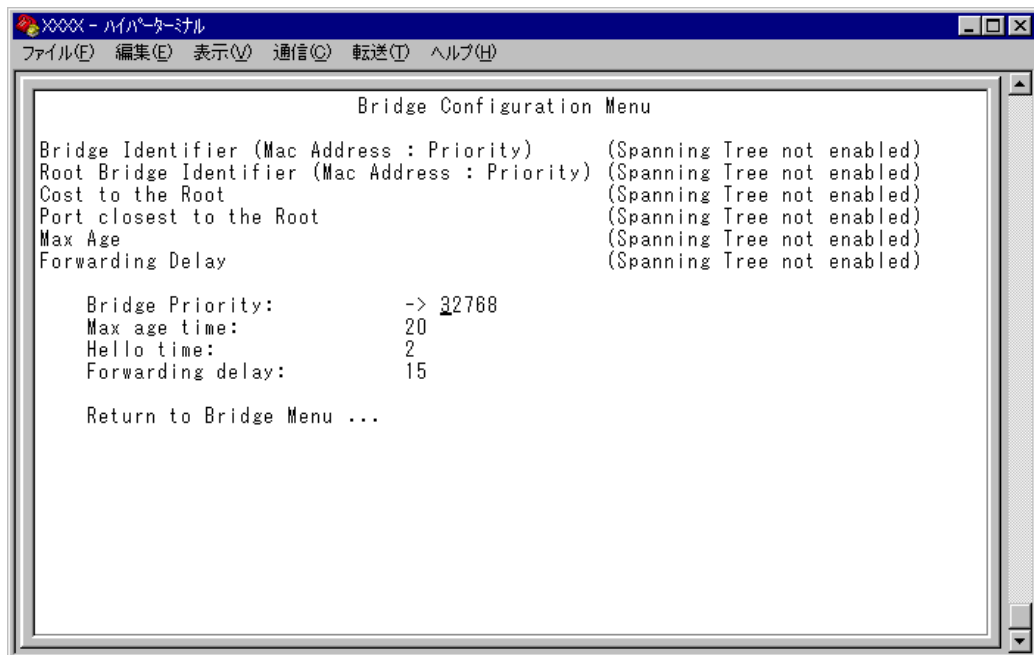 XXXX - ハイパーターミナル
ファイル(F) 編集(E) 表示(V) 通信(C) 転送(T) ヘルプ(H)
Bridge Configuration Menu
Bridge Identifier (Mac Address : Priority) (Spanning Tree not enabled)
Root Bridge Identifier (Mac Address : Priority) (Spanning Tree not enabled)
Cost to the Root (Spanning Tree not enabled)
Port closest to the Root (Spanning Tree not enabled)
Max Age (Spanning Tree not enabled)
Forwarding Delay (Spanning Tree not enabled)
Bridge Priority: -> 32768
Max age time: 20
Hello time: 2
Forwarding delay: 15
Return to Bridge Menu ...